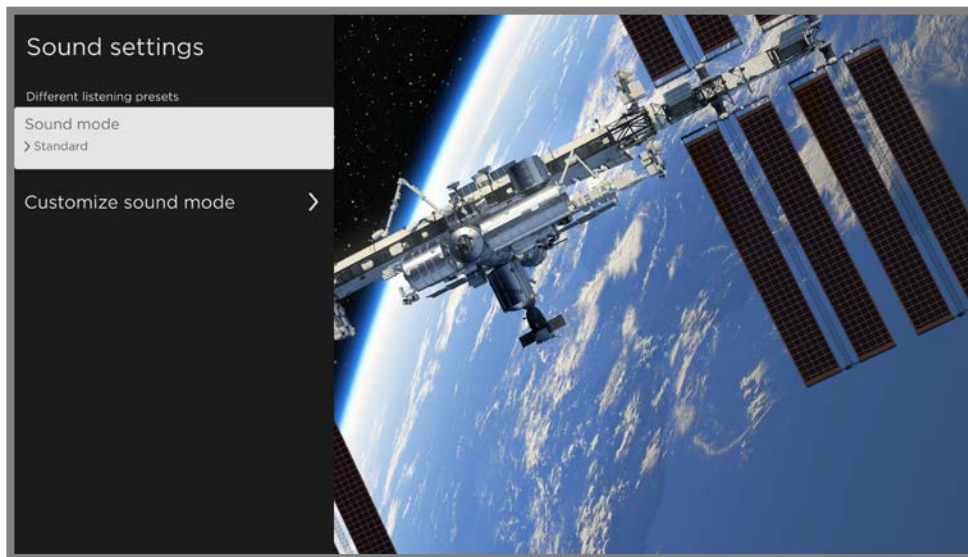 Sound settings
Different listening presets
Sound mode
Standard
Customize sound mode